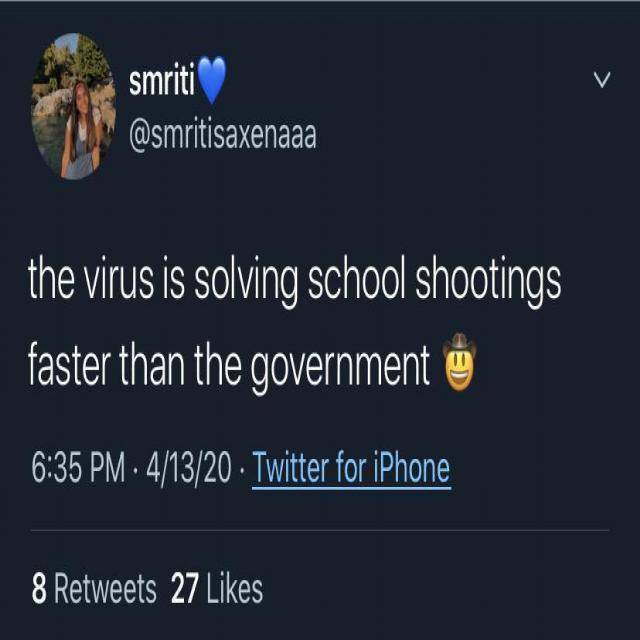 smriti💙
@smritisaxenaaa
the virus is solving school shootings
faster than the government 🤠
6:35 PM · 4/13/20 · Twitter for iPhone
8 Retweets 27 Likes